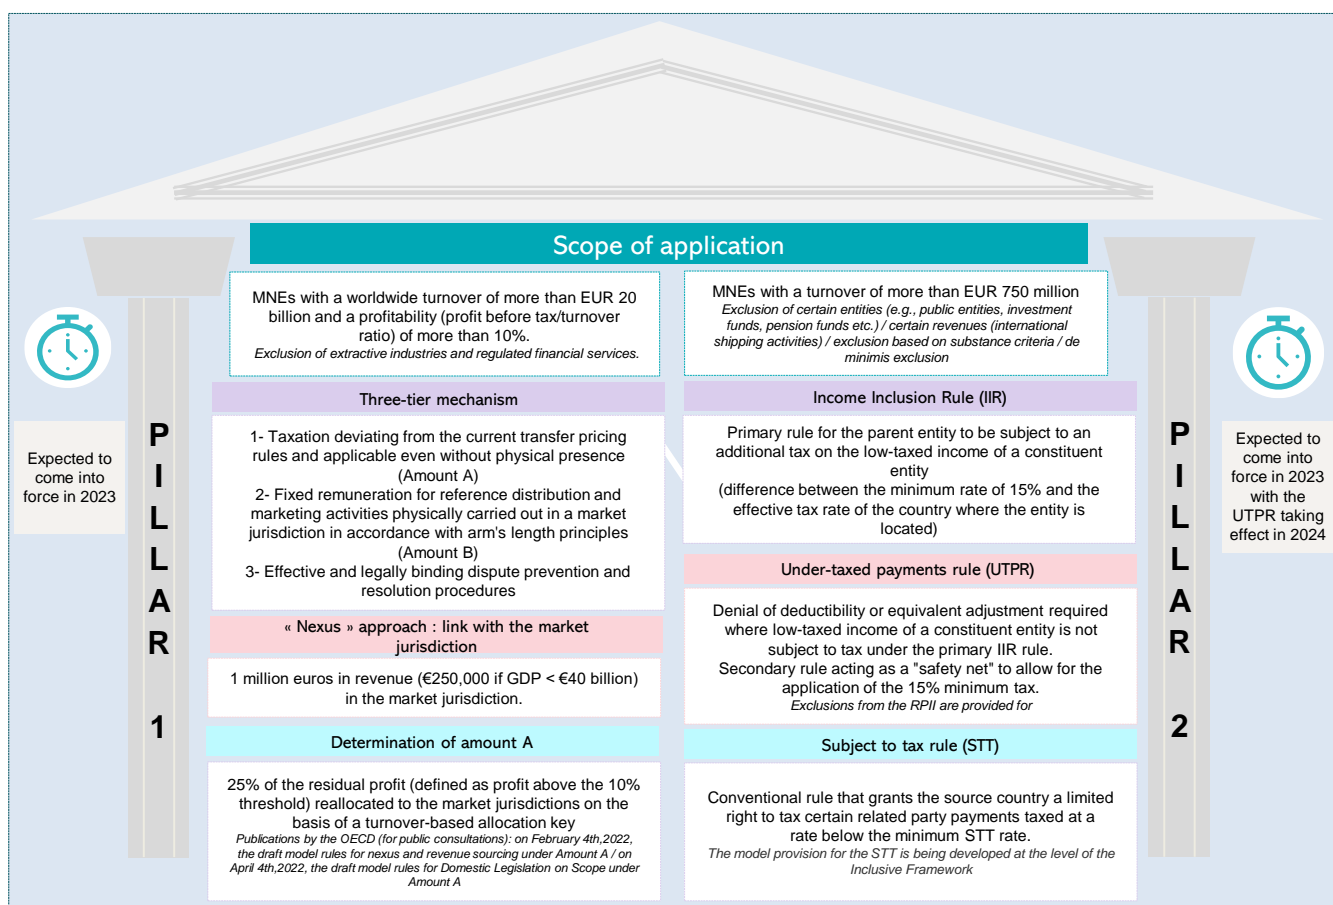 Scope of application
MNEs with a worldwide turnover of more than EUR 20
billion and a profitability (profit before tax/turnover
ratio) of more than 10%.
Exclusion of extractive industries and regulated financial services.
MNEs with a turnover of more than EUR 750 million
Exclusion of certain entities (e.g., public entities, investment
funds, pension funds etc.) / certain revenues (international
shipping activities) / exclusion based on substance criteria / de
minimis exclusion
Expected to
come into
force in 2023
PILLAR 1
Three-tier mechanism
1- Taxation deviating from the current transfer pricing
rules and applicable even without physical presence
(Amount A)
2- Fixed remuneration for reference distribution and
marketing activities physically carried out in a market
jurisdiction in accordance with arm's length principles
(Amount B)
3- Effective and legally binding dispute prevention and
resolution procedures
« Nexus » approach : link with the market
jurisdiction
1 million euros in revenue (€250,000 if GDP < €40 billion)
in the market jurisdiction.
Determination of amount A
25% of the residual profit (defined as profit above the 10%
threshold) reallocated to the market jurisdictions on the
basis of a turnover-based allocation key
Publications by the OECD (for public consultations): on February 4th,2022,
the draft model rules for nexus and revenue sourcing under Amount A / on
April 4th,2022, the draft model rules for Domestic Legislation on Scope under
Amount A
Income Inclusion Rule (IIR)
Primary rule for the parent entity to be subject to an
additional tax on the low-taxed income of a constituent
entity
(difference between the minimum rate of 15% and the
effective tax rate of the country where the entity is
located)
Under-taxed payments rule (UTPR)
Denial of deductibility or equivalent adjustment required
where low-taxed income of a constituent entity is not
subject to tax under the primary IIR rule.
Secondary rule acting as a "safety net" to allow for the
application of the 15% minimum tax.
Exclusions from the RPII are provided for
Subject to tax rule (STT)
Conventional rule that grants the source country a limited
right to tax certain related party payments taxed at a
rate below the minimum STT rate.
The model provision for the STT is being developed at the level of the
Inclusive Framework
PILLAR 2
Expected to
come into
force in 2023
with the
UTPR taking
effect in 2024